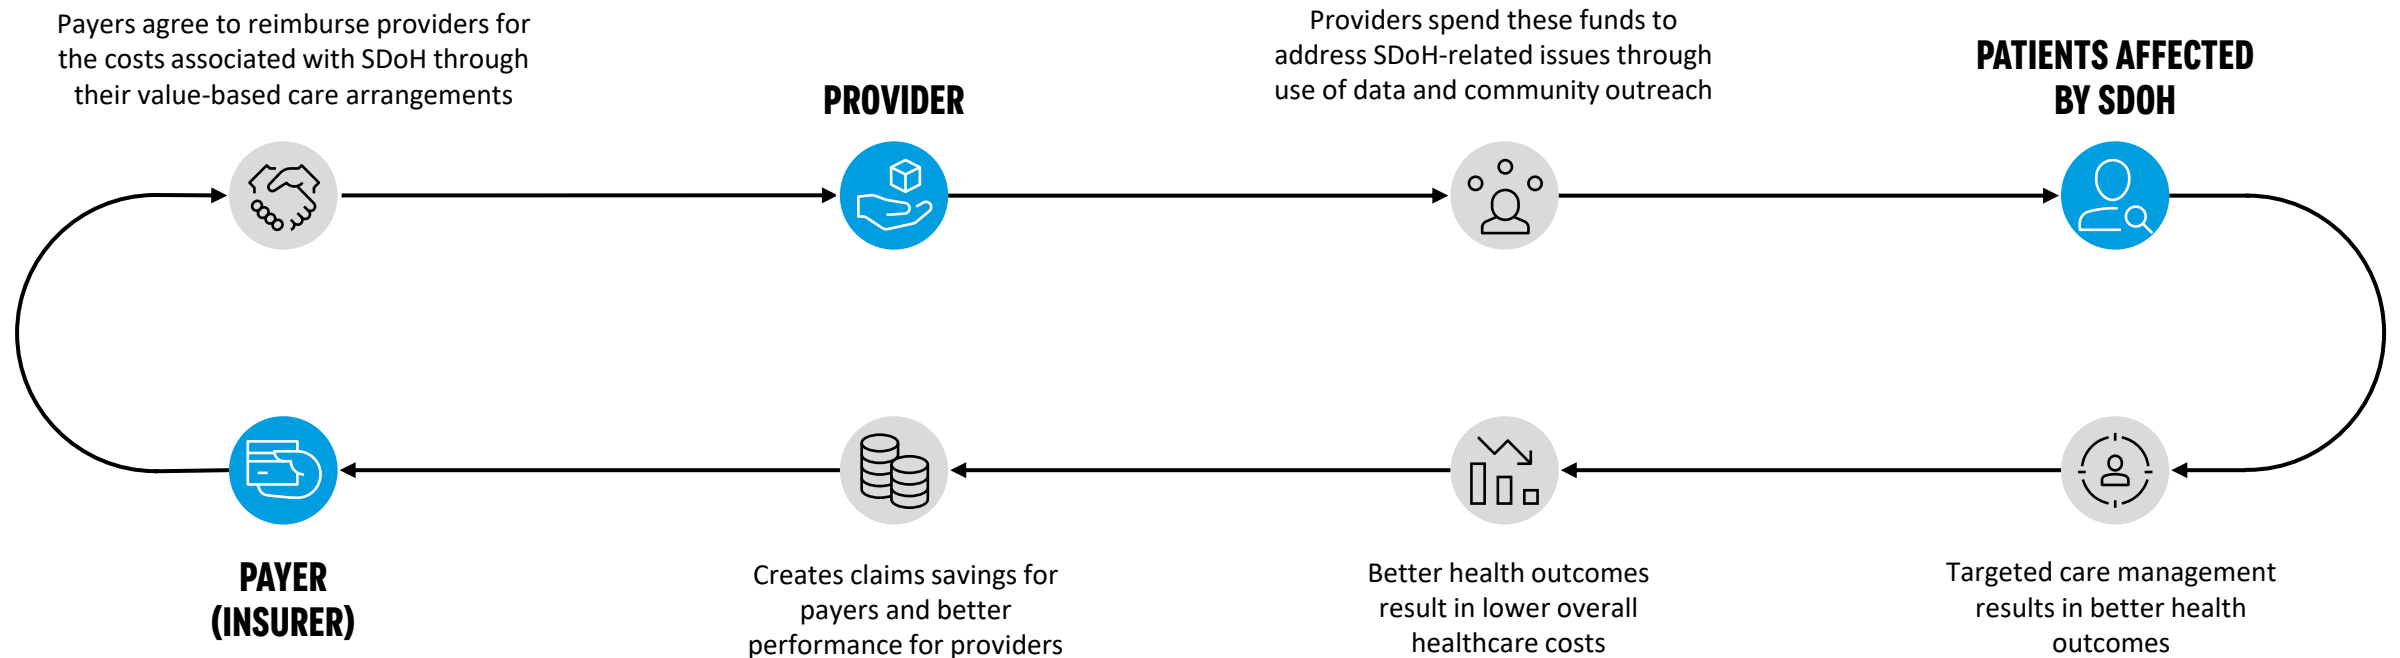 Payers agree to reimburse providers for
the costs associated with SDoH through
their value-based care arrangements
PROVIDER
Providers spend these funds to
address SDoH-related issues through
use of data and community outreach
PATIENTS AFFECTED
BY SDOH
PAYER
(INSURER)
Creates claims savings for
payers and better
performance for providers
Better health outcomes
result in lower overall
healthcare costs
Targeted care management
results in better health
outcomes